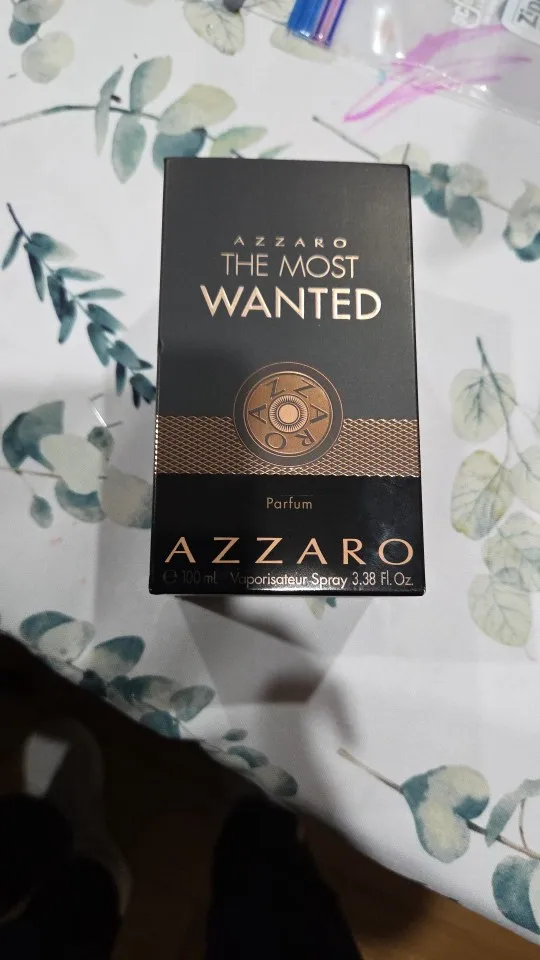 AZZARO
THE MOST
WANTED
AZZARO
Parfum
AZZARO
℮ 100 mL Vaporisateur-Spray 3.38 Fl.Oz.